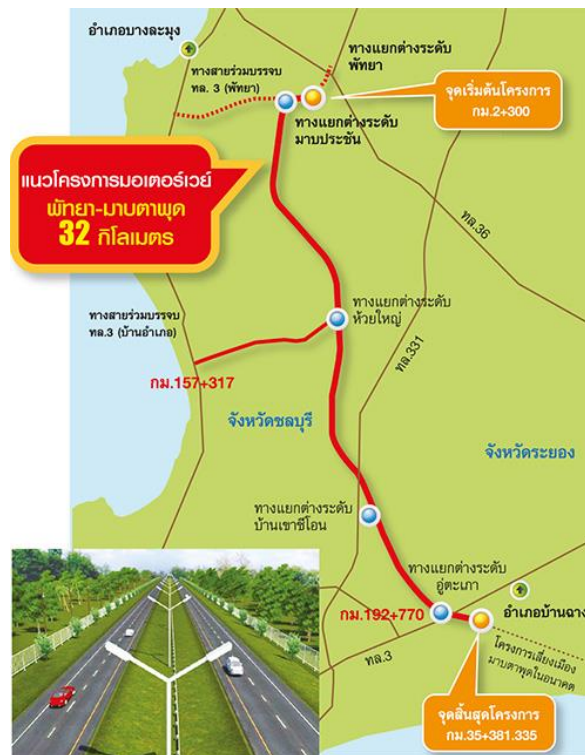 อำเภอบางละมุง
ทางแยกต่างระดับ
พัทยา
ทางสายร่วมบรรจบ
ทล. 3 (พัทยา)
จุดเริ่มต้นโครงการ
กม.2+300
ทางแยกต่างระดับ
มาบประชัน
แนวโครงการมอเตอร์เวย์
พัทยา-มาบตาพุด
32 กิโลเมตร
ทล.36
ทางสายร่วมบรรจบ
ทล.3 (บ้านอำเภอ)
ทางแยกต่างระดับ
ห้วยใหญ่
ทล.331
กม.157+317
จังหวัดชลบุรี
จังหวัดระยอง
ทางแยกต่างระดับ
บ้านเขาชีโอน
ทางแยกต่างระดับ
อู่ตะเภา
กม.192+770
อำเภอบ้านฉาง
ทล.3
โครงการเลี่ยงเมือง
มาบตาพุดในอนาคต
จุดสิ้นสุดโครงการ
กม.35+381.335